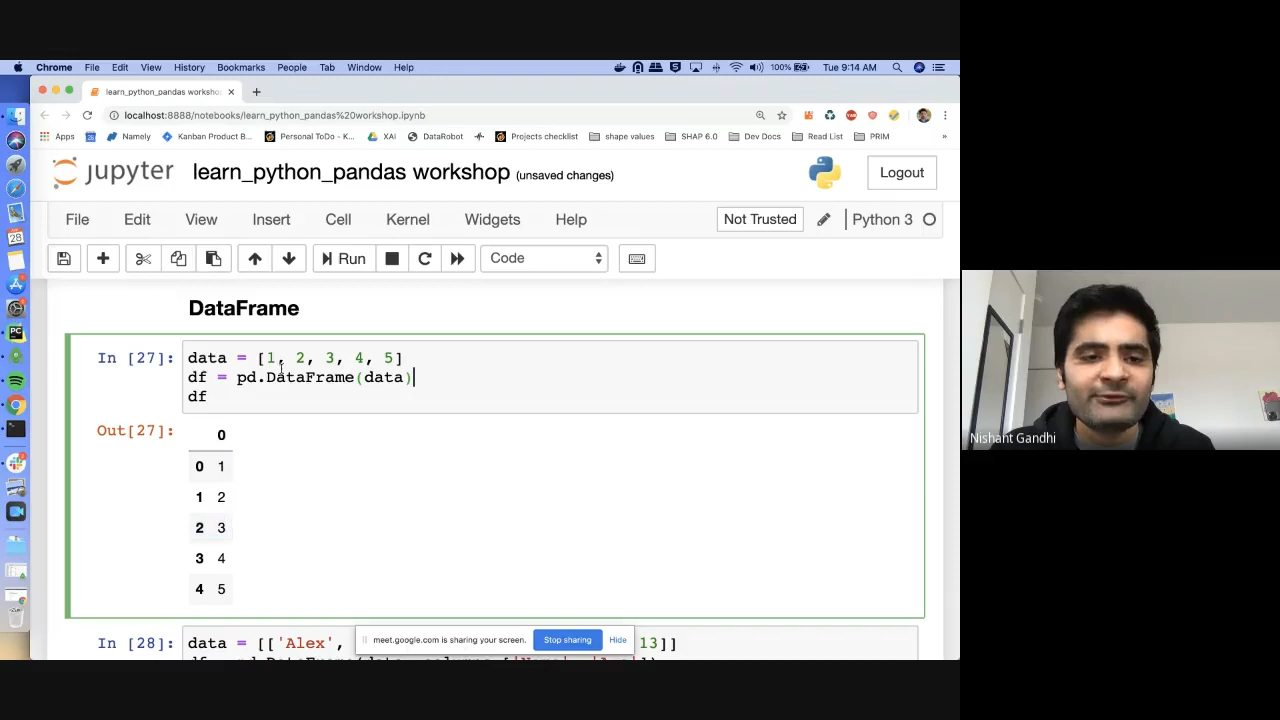 Chrome File Edit View History Bookmarks People Tab Window Help 100% Tue 9:14 AM
learn_python_pandas worksho
localhost:8888/notebooks/learn_python_pandas%20workshop.ipynb
Apps Namely Kanban Product B... Personal ToDo - K... XAI DataRobot Projects checklist shape values SHAP 6.0 Dev Docs Read List PRIM »
jupyter learn_python_pandas workshop (unsaved changes) Logout
File Edit View Insert Cell Kernel Widgets Help Not Trusted Python 3
Run Code
DataFrame
In [27]: data = [1, 2, 3, 4, 5]
df = pd.DataFrame(data)
df
Out[27]: 0
0 1
1 2
2 3
3 4
4 5
meet.google.com is sharing your screen. Stop sharing Hide
In [28]: data = [['Alex', 13]]
Nishant Gandhi